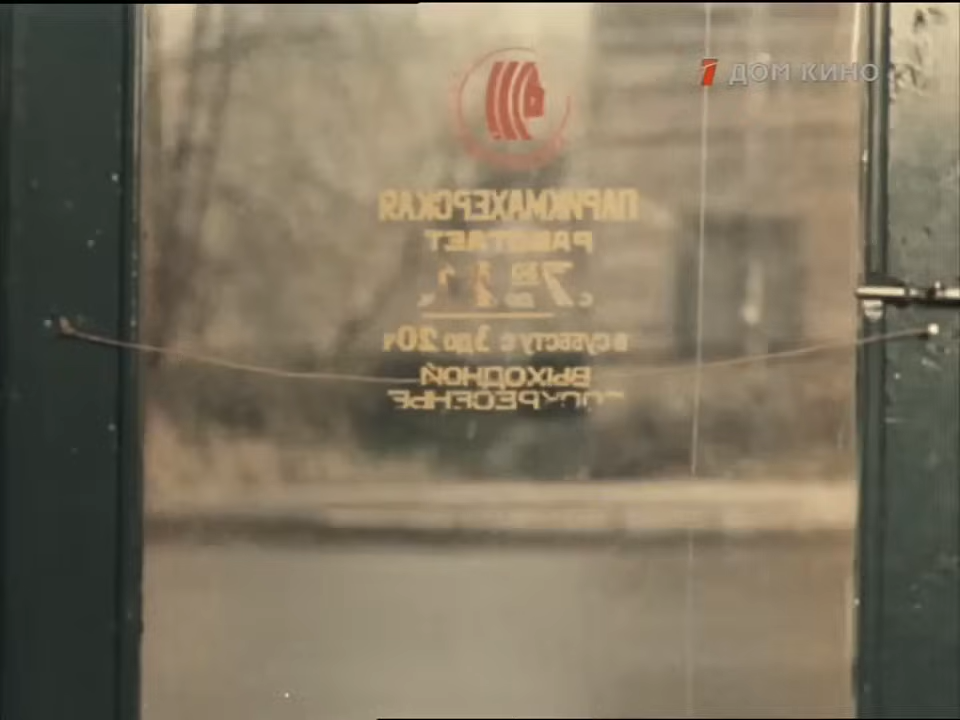 ДОМ КИНО
ПАРИКМАХЕРСКАЯ
РАБОТАЕТ
В СУББОТУ С ДО 20Ч
ВЫХОДНОЙ
ВОСКРЕСЕНЬЕ